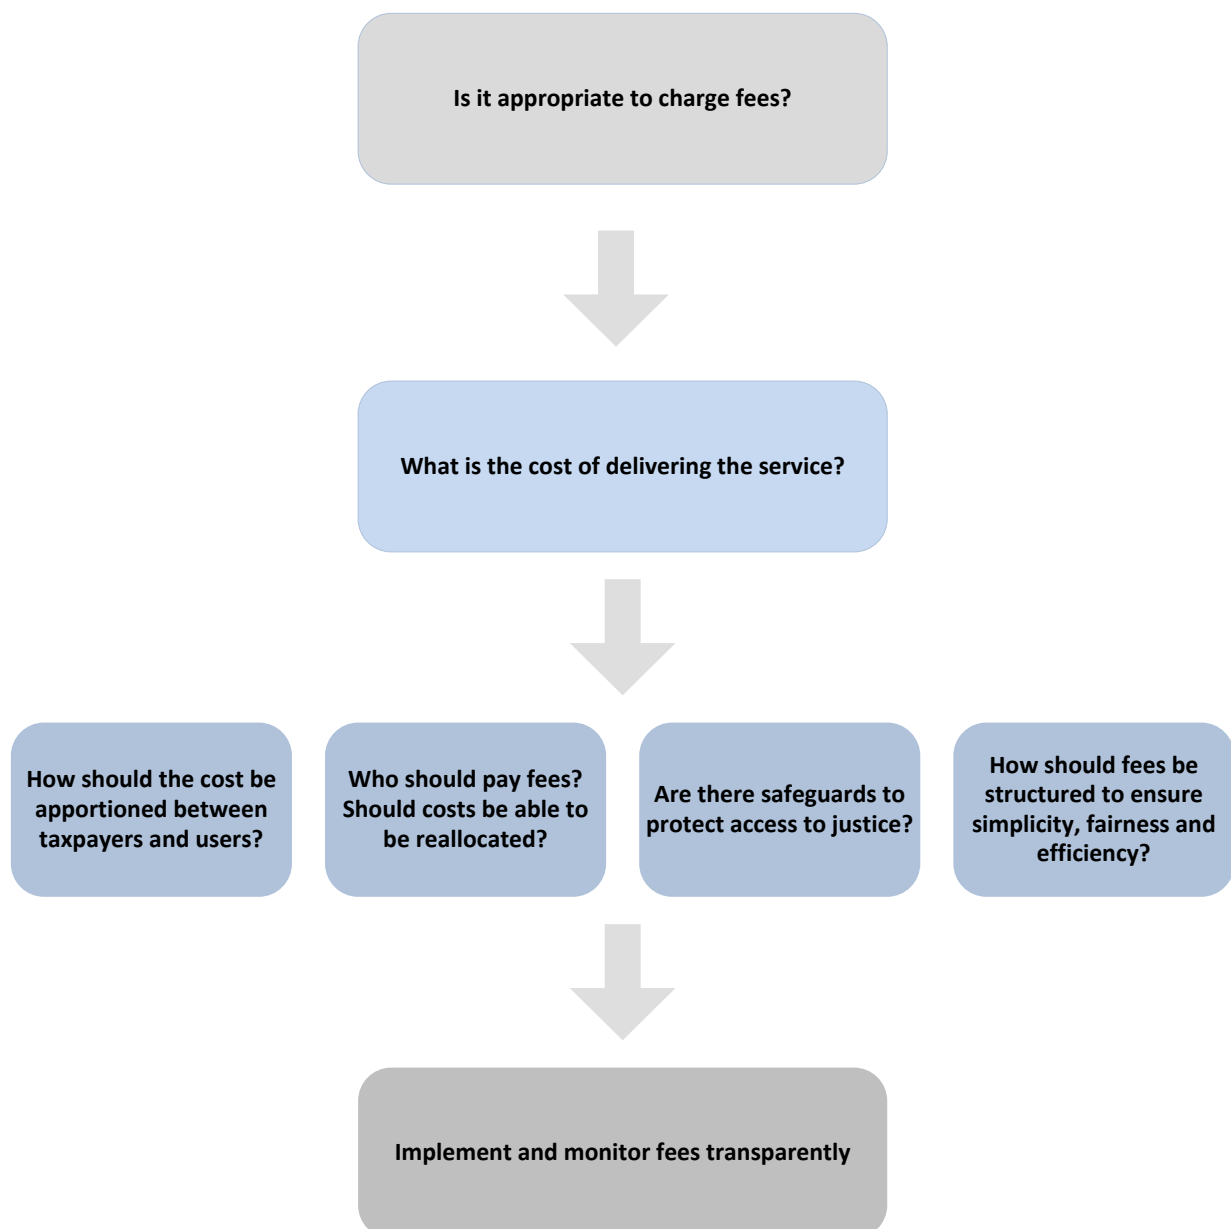 Is it appropriate to charge fees?
What is the cost of delivering the service?
How should the cost be
apportioned between
taxpayers and users?
Who should pay fees?
Should costs be able to
be reallocated?
Are there safeguards to
protect access to justice?
How should fees be
structured to ensure
simplicity, fairness and
efficiency?
Implement and monitor fees transparently